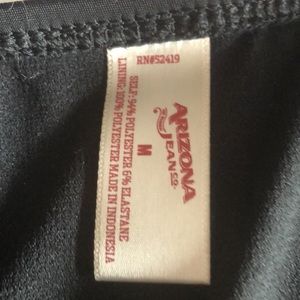 ARIZONA
JEAN CO.
M
SELF: 94% POLYESTER 6% ELASTANE
LINING: 100% POLYESTER MADE IN INDONESIA
RN#52419